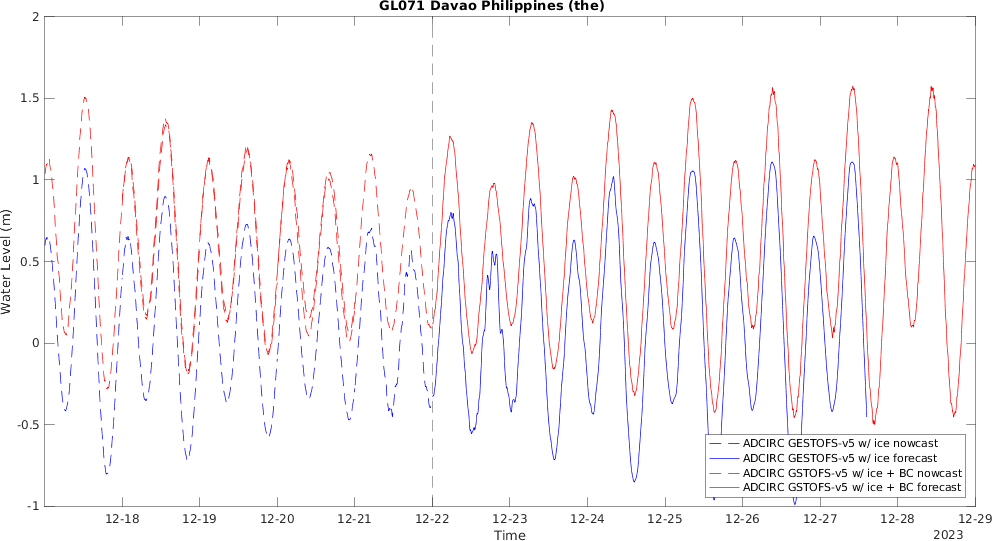 GL071 Davao Philippines (the)
2
1.5
1
0.5
0
-0.5
-1
Water Level (m)
ADCIRC GESTOFS-v5 w/ ice nowcast
ADCIRC GESTOFS-v5 w/ ice forecast
ADCIRC GSTOFS-v5 w/ ice + BC nowcast
ADCIRC GSTOFS-v5 w/ ice + BC forecast
12-18 12-19 12-20 12-21 12-22 12-23 12-24 12-25 12-26 12-27 12-28 12-29
Time 2023